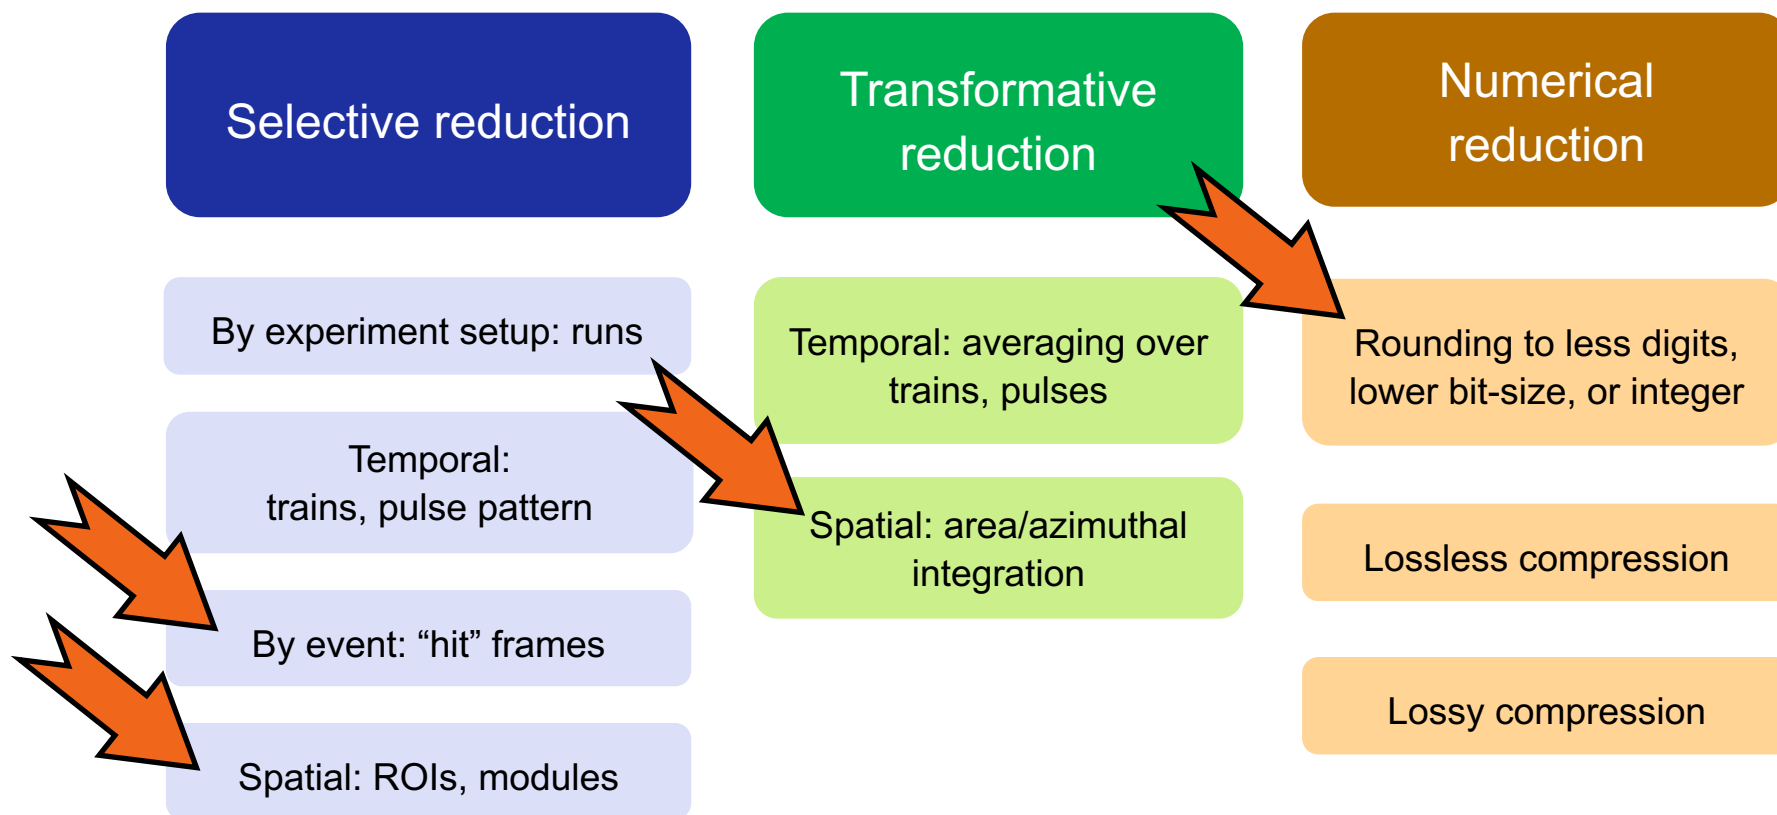 Selective reduction
By experiment setup: runs
Temporal:
trains, pulse pattern
By event: “hit” frames
Spatial: ROIs, modules
Transformative
reduction
Temporal: averaging over
trains, pulses
Spatial: area/azimuthal
integration
Numerical
reduction
Rounding to less digits,
lower bit-size, or integer
Lossless compression
Lossy compression